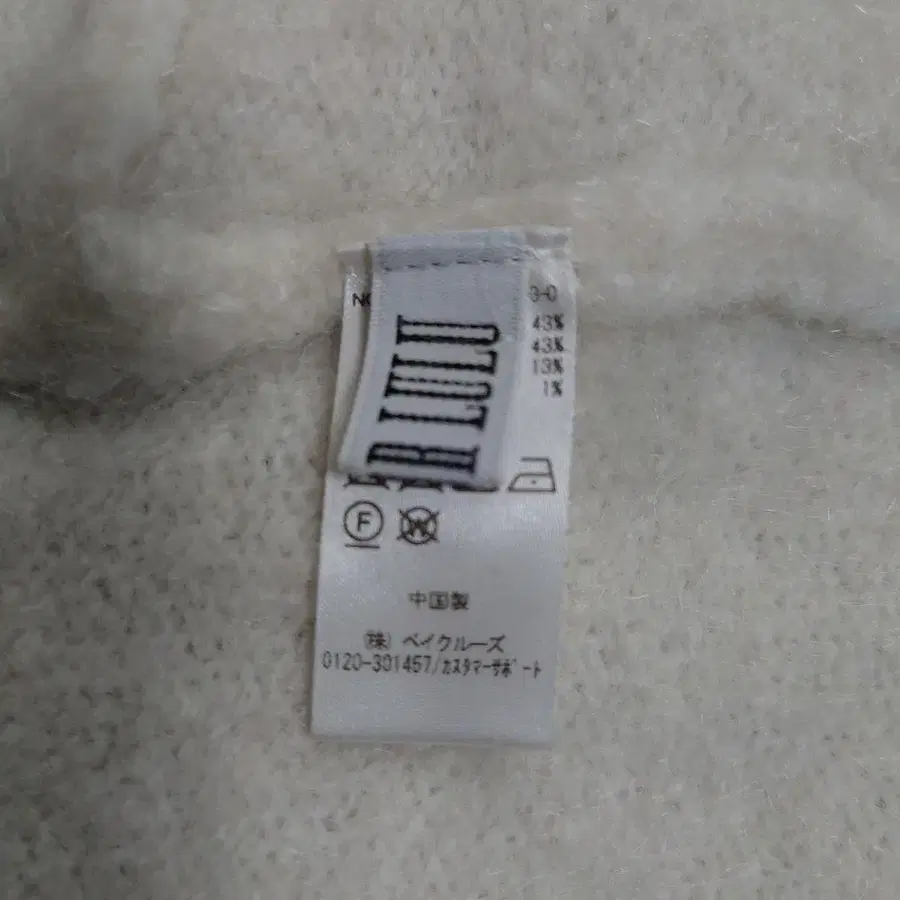 3-0
43%
43%
13%
1%
R LULU
F
W
中国製
㈱ ベイクルーズ
0120-301457/カスタマーサポート